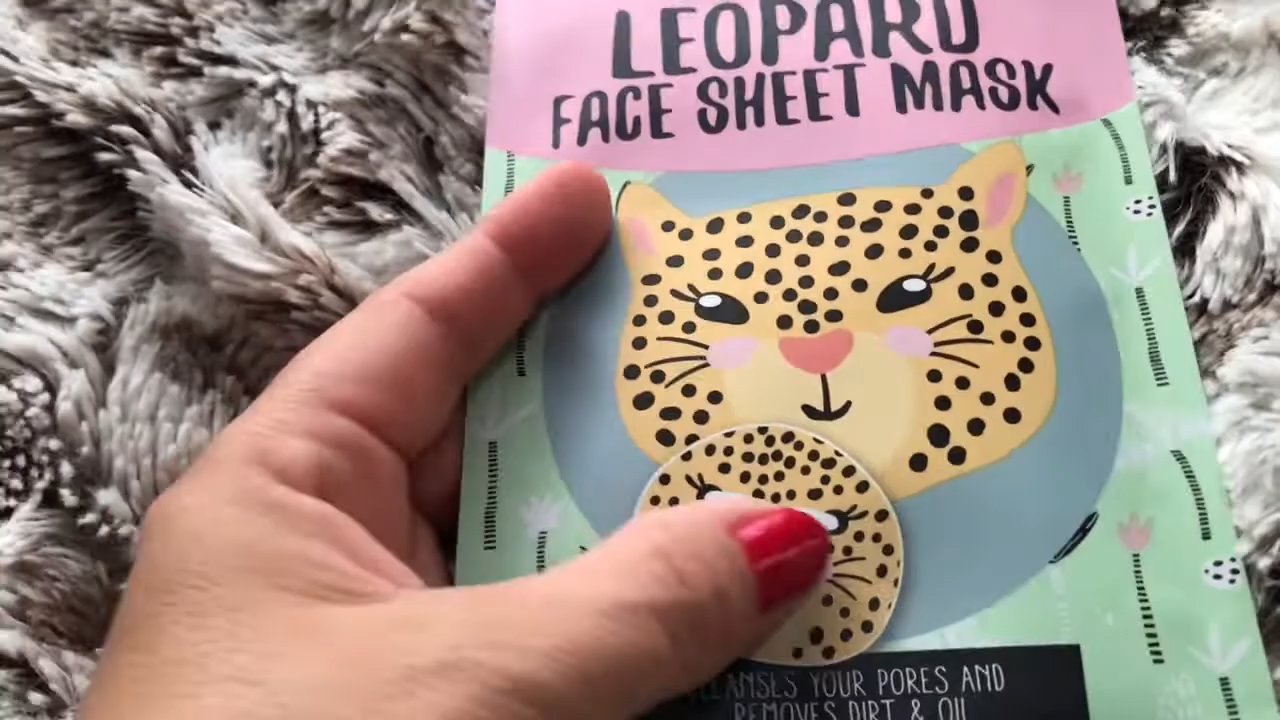 LEOPARD
FACE SHEET MASK
CLEANSES YOUR PORES AND
REMOVES DIRT & OIL